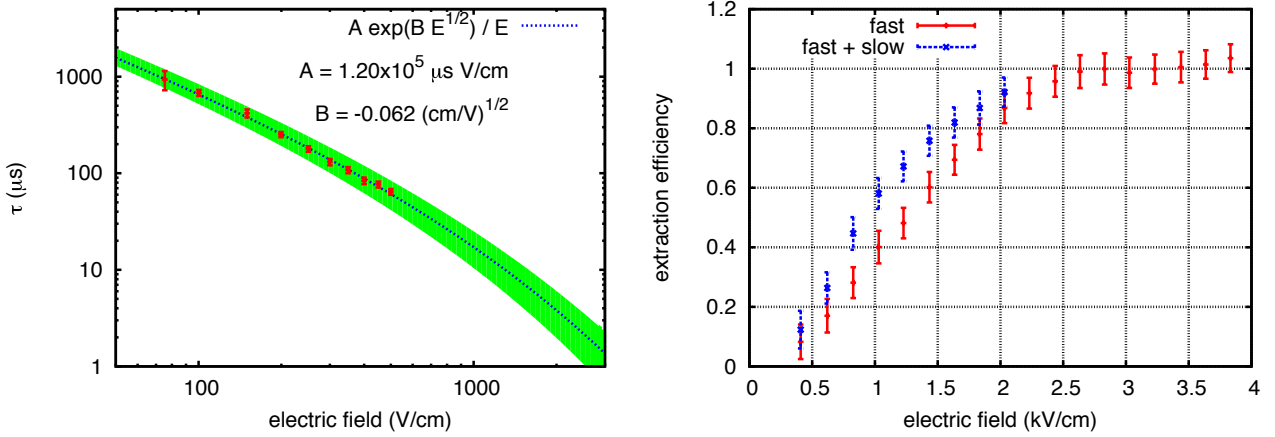 A exp(B E^{1/2}) / E
A = 1.20x10^5 μs V/cm
B = -0.062 (cm/V)^{1/2}
τ (μs)
1000
100
10
1
100 1000
electric field (V/cm)
fast
fast + slow
extraction efficiency
1.2
1
0.8
0.6
0.4
0.2
0
0 0.5 1 1.5 2 2.5 3 3.5 4
electric field (kV/cm)